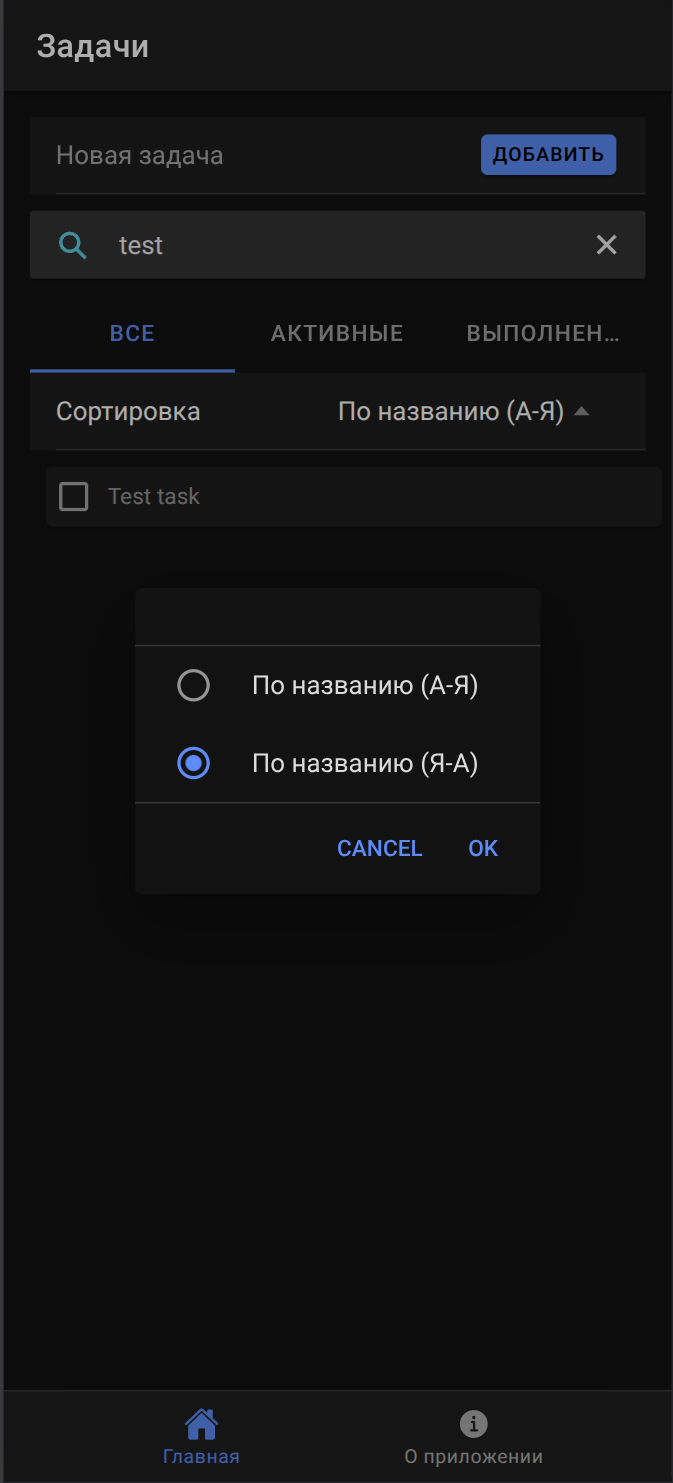 Задачи
Новая задача
ДОБАВИТЬ
test
ВСЕ
АКТИВНЫЕ
ВЫПОЛНЕН...
Сортировка
По названию (А-Я)
Test task
По названию (А-Я)
По названию (Я-А)
CANCEL
OK
Главная
О приложении